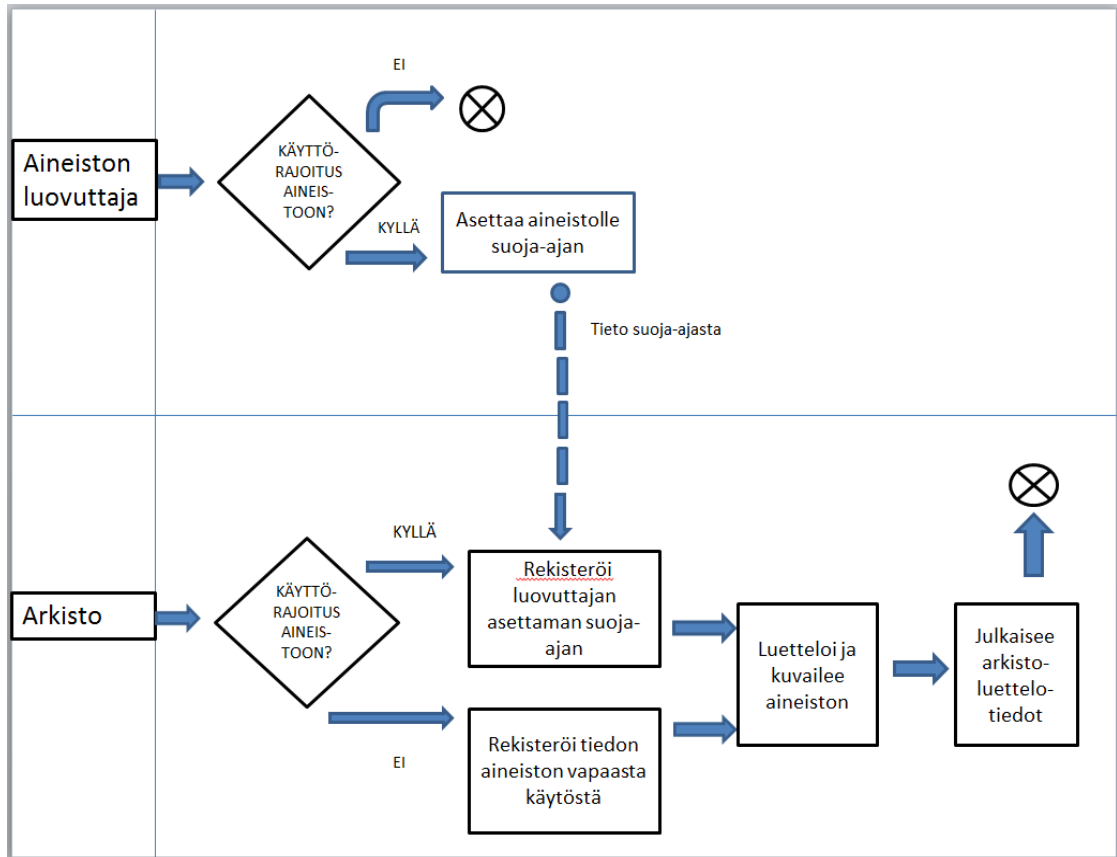 EI
Aineiston
luovuttaja
KÄYTTÖ-
RAJOITUS
AINEIS-
TOON?
KYLLÄ
Asettaa aineistolle
suoja-ajan
Tieto suoja-ajasta
Arkisto
KÄYTTÖ-
RAJOITUS
AINEIS-
TOON?
KYLLÄ
Rekisteröi
luovuttajan
asettaman suoja-
ajan
EI
Rekisteröi tiedon
aineiston vapaasta
käytöstä
Luetteloi ja
kuvailee
aineiston
Julkaisee
arkisto-
luettelo-
tiedot